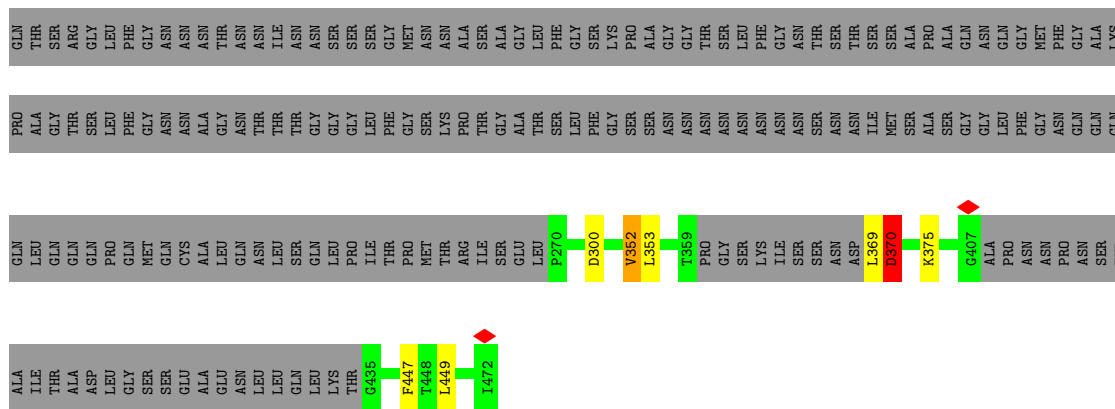 GLN THR SER ARG GLY LEU PHE GLY ASN ASN ASN THR ASN ASN ILE ASN ASN SER SER SER GLY MET ASN ASN ALA SER ALA GLY LEU PHE GLY SER LYS PRO ALA GLY GLY THR SER LEU PHE GLY ASN THR SER THR SER SER ALA PRO ALA GLN ASN GLN GLY MET PHE GLY ALA LYS
PRO ALA GLY THR SER LEU PHE GLY ASN ASN ALA GLY ASN THR THR THR GLY GLY GLY LEU PHE GLY SER LYS PRO THR GLY ALA THR SER LEU PHE GLY SER SER ASN ASN ASN ASN ASN ASN ASN ASN SER ASN ASN ILE MET SER ALA SER GLY GLY LEU PHE GLY ASN GLN GLN GLN
GLN LEU GLN GLN GLN PRO GLN MET GLN CYS ALA LEU GLN ASN LEU SER GLN LEU PRO ILE THR PRO MET THR ARG ILE SER GLU LEU P270 D300 V352 L353 T359 PRO GLY SER LYS ILE SER SER ASN ASP L369 D370 K375 G407 ALA PRO ASN ASN PRO ASN SER
ALA ILE THR ALA ASP LEU GLY SER SER GLU ALA GLU ASN LEU LEU GLN LEU LYS THR G435 F447 T448 L449 I472